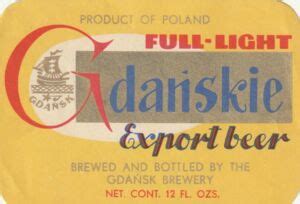 PRODUCT OF POLAND
FULL-LIGHT
Gdańskie
GDAŃSK
Export beer
BREWED AND BOTTLED BY THE
GDAŃSK BREWERY
NET. CONT. 12 FL. OZS.